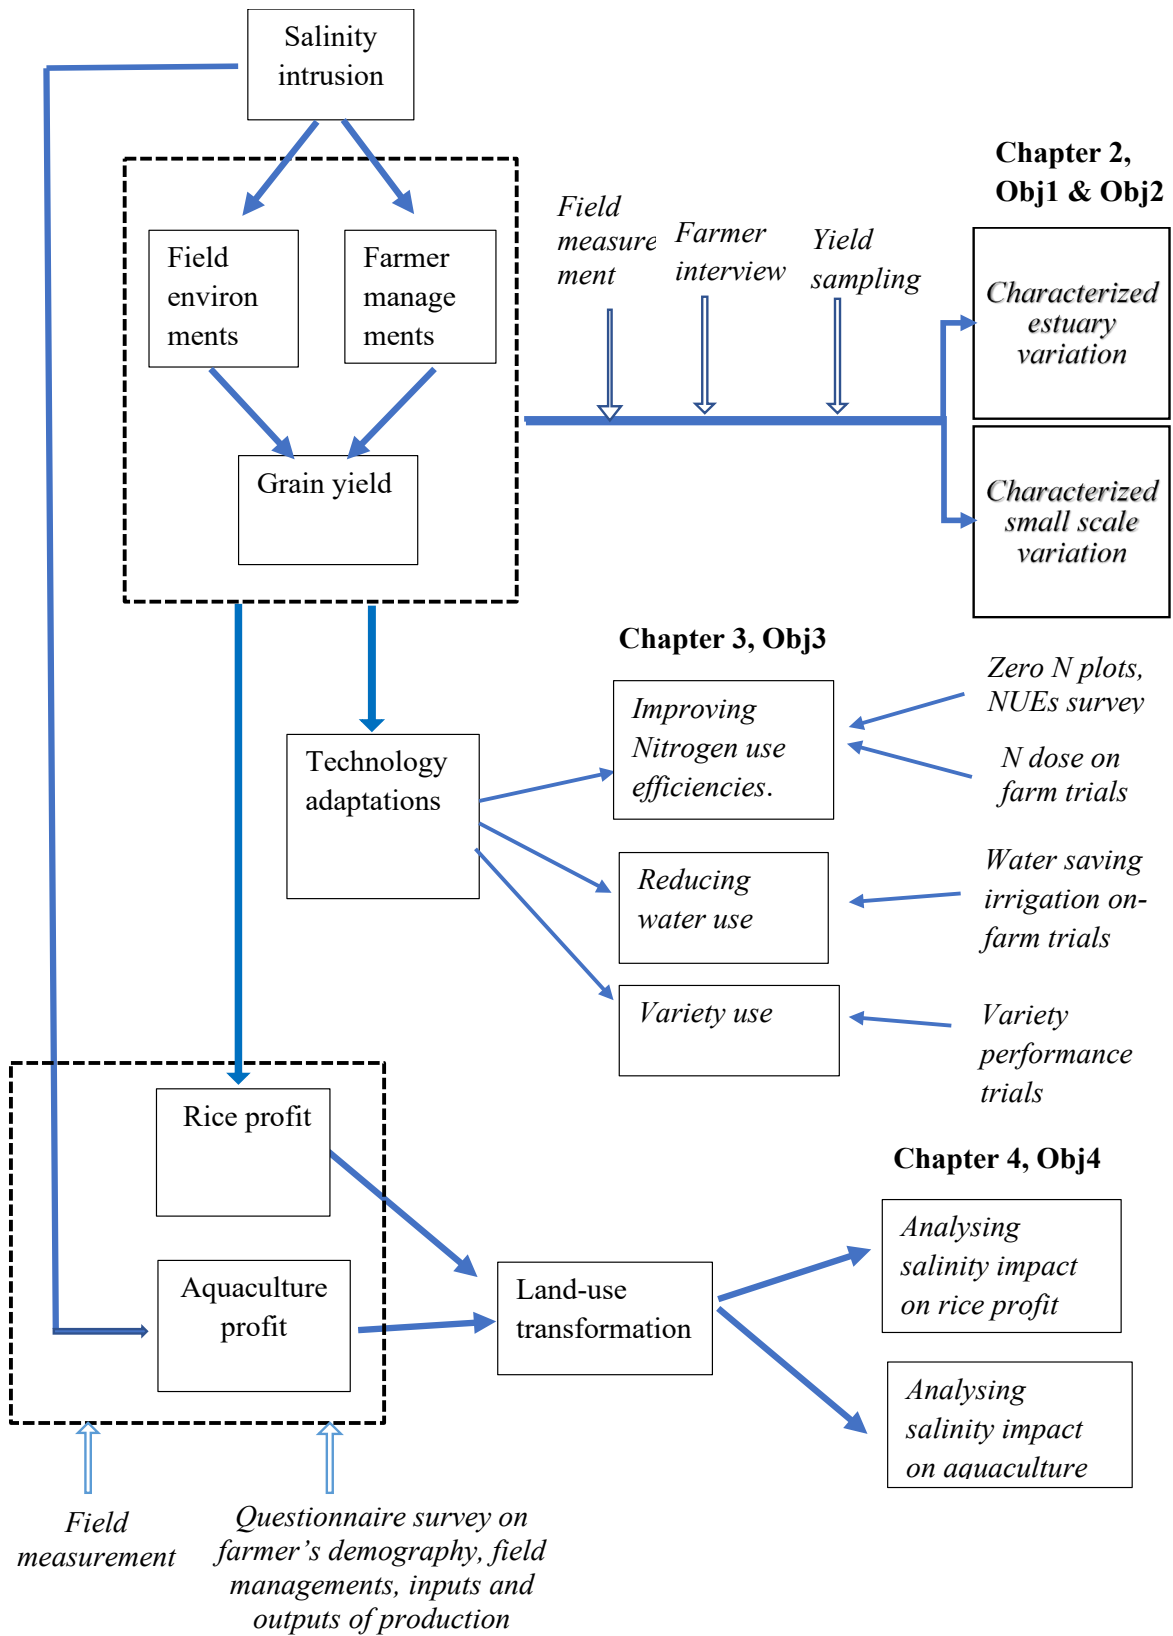 Salinity
intrusion
Chapter 2,
Obj1 & Obj2
Field
measure
ment
Farmer
interview
Yield
sampling
Field
environ
ments
Farmer
manage
ments
Characterized
estuary
variation
Grain yield
Characterized
small scale
variation
Chapter 3, Obj3
Technology
adaptations
Improving
Nitrogen use
efficiencies.
Zero N plots,
NUEs survey
N dose on
farm trials
Reducing
water use
Water saving
irrigation on-
farm trials
Variety use
Variety
performance
trials
Rice profit
Chapter 4, Obj4
Aquaculture
profit
Land-use
transformation
Analysing
salinity impact
on rice profit
Analysing
salinity impact
on aquaculture
Field
measurement
Questionnaire survey on
farmer’s demography, field
managements, inputs and
outputs of production